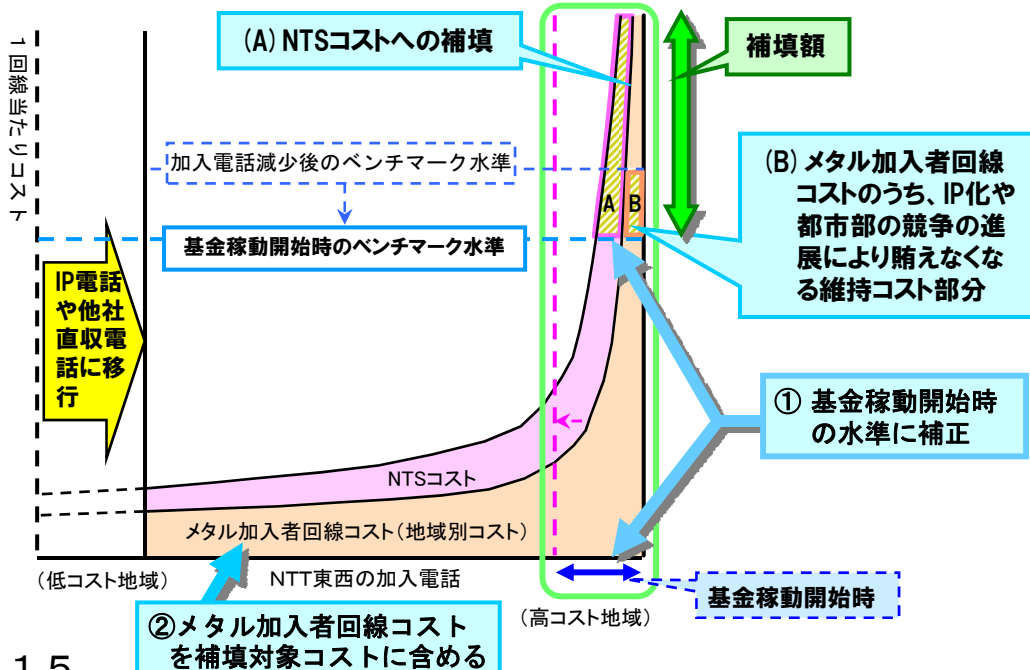 1回線当たりコスト
(A)NTSコストへの補填
補填額
加入電話減少後のベンチマーク水準
基金稼動開始時のベンチマーク水準
A
B
(B)メタル加入者回線
コストのうち、IP化や
都市部の競争の進
展により賄えなくな
る維持コスト部分
IP電話
や他社
直収電
話に移
行
① 基金稼動開始時
の水準に補正
NTSコスト
メタル加入者回線コスト(地域別コスト)
(低コスト地域)
NTT東西の加入電話
(高コスト地域)
基金稼動開始時
②メタル加入者回線コスト
を補填対象コストに含める
15